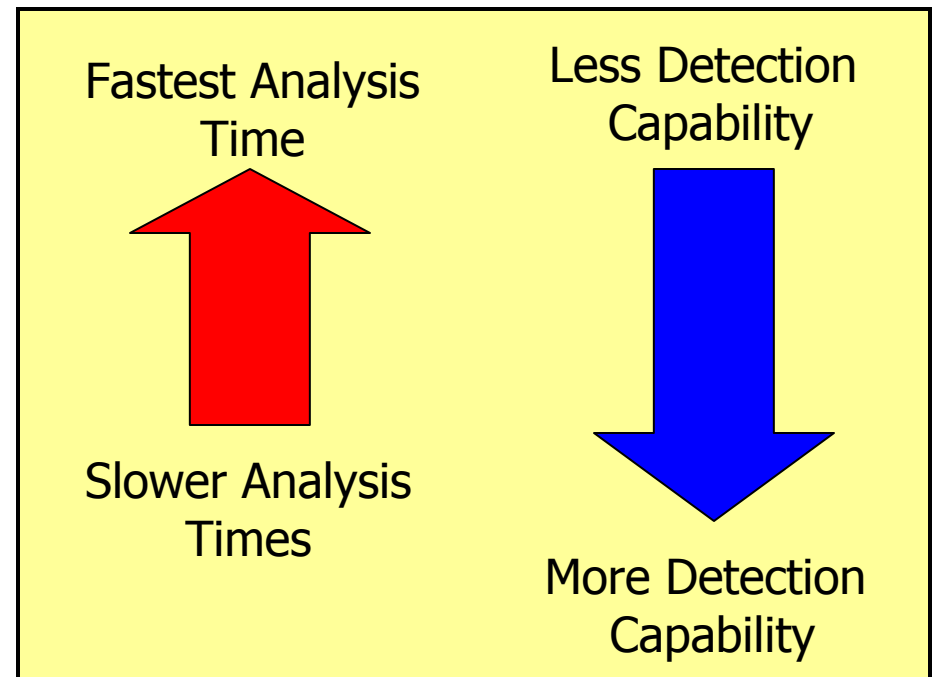 Fastest Analysis
Time
Slower Analysis
Times
Less Detection
Capability
More Detection
Capability